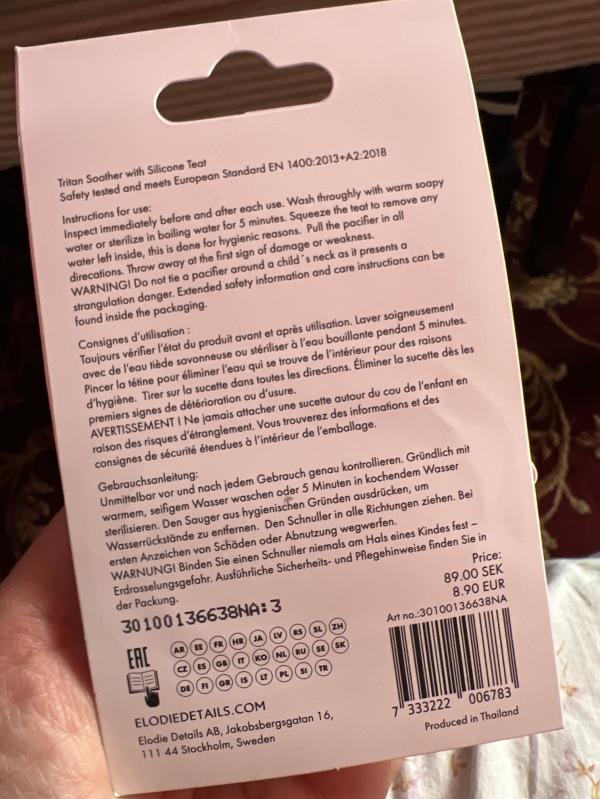 Tritan Soother with Silicone Teat
Safety tested and meets European Standard EN 1400:2013+A2:2018
Instructions for use:
Inspect immediately before and after each use. Wash throughly with warm soapy
water or sterilize in boiling water for 5 minutes. Squeeze the teat to remove any
water left inside, this is done for hygienic reasons. Pull the pacifier in all
direcations. Throw away at the first sign of damage or weakness.
WARNING! Do not tie a pacifier around a child´s neck as it presents a
strangulation danger. Extended safety information and care instructions can be
found inside the packaging.
Consignes d'utilisation :
Toujours vérifier l'état du produit avant et après utilisation. Laver soigneusement
avec de l'eau tiède savonneuse ou stériliser à l'eau bouillante pendant 5 minutes.
Pincer la tétine pour éliminer l'eau qui se trouve de l'intérieur pour des raisons
d'hygiène. Tirer sur la sucette dans toutes les directions. Éliminer la sucette dès les
premiers signes de détérioration ou d'usure.
AVERTISSEMENT ! Ne jamais attacher une sucette autour du cou de l'enfant en
raison des risques d'étranglement. Vous trouverez des informations et des
consignes de sécurité étendues à l'intérieur de l'emballage.
Gebrauchsanleitung:
Unmittelbar vor und nach jedem Gebrauch genau kontrollieren. Gründlich mit
warmem, seifigem Wasser waschen oder 5 Minuten in kochendem Wasser
sterilisieren. Den Sauger aus hygienischen Gründen ausdrücken, um
Wasserrückstände zu entfernen. Den Schnuller in alle Richtungen ziehen. Bei
ersten Anzeichen von Schäden oder Abnutzung wegwerfen.
WARNUNG! Binden Sie einen Schnuller niemals am Hals eines Kindes fest –
Erdrosselungsgefahr. Ausführliche Sicherheits- und Pflegehinweise finden Sie in
der Packung.
Price:
89.00 SEK
8.90 EUR
30100136638NA:3
Art no.:30100136638NA
EAC
AR EE FR HR JA LV RS SL ZH
CZ ES GB IT KO NL RU SE SK
DE FI GR IS LT PL SI TR
7 333222 006783
ELODIEDETAILS.COM
Elodie Details AB, Jakobsbergsgatan 16,
111 44 Stockholm, Sweden
Produced in Thailand